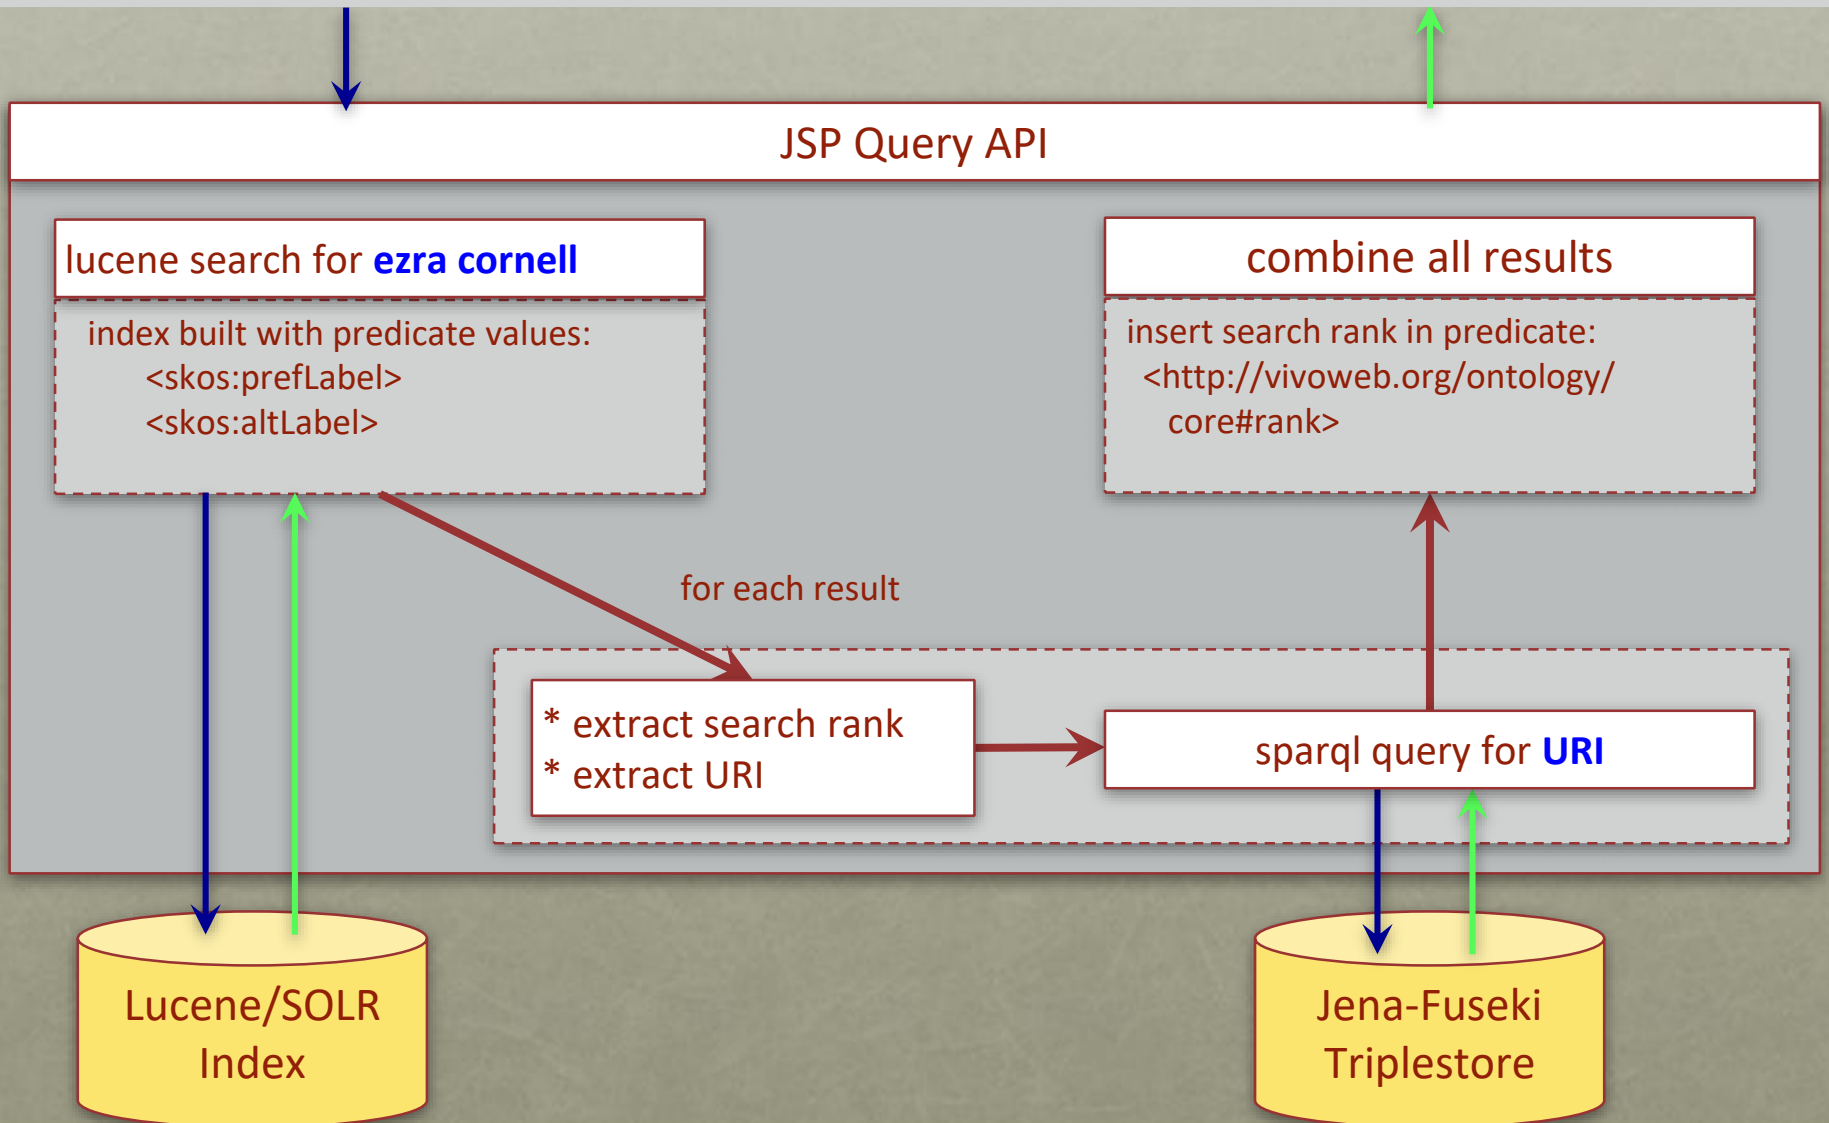 JSP Query API
lucene search for ezra cornell
index built with predicate values:
<skos:prefLabel>
<skos:altLabel>
combine all results
insert search rank in predicate:
<http://vivoweb.org/ontology/
core#rank>
for each result
* extract search rank
* extract URI
sparql query for URI
Lucene/SOLR
Index
Jena-Fuseki
Triplestore